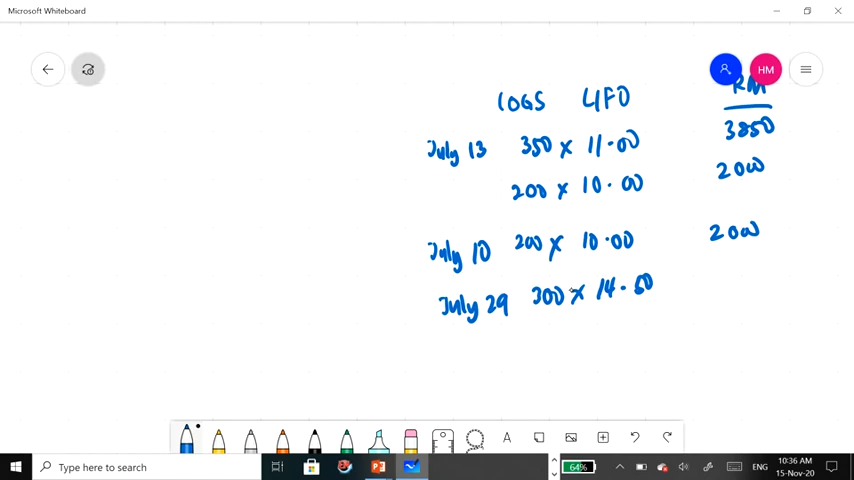 Microsoft Whiteboard
HM
COGS LIFO RM
July 13 350 x 11.00 3850
200 x 10.00 2000
July 10 200 x 10.00 2000
July 29 300 x 14.50
A
Type here to search
64%
ENG
10:36 AM
15-Nov-20